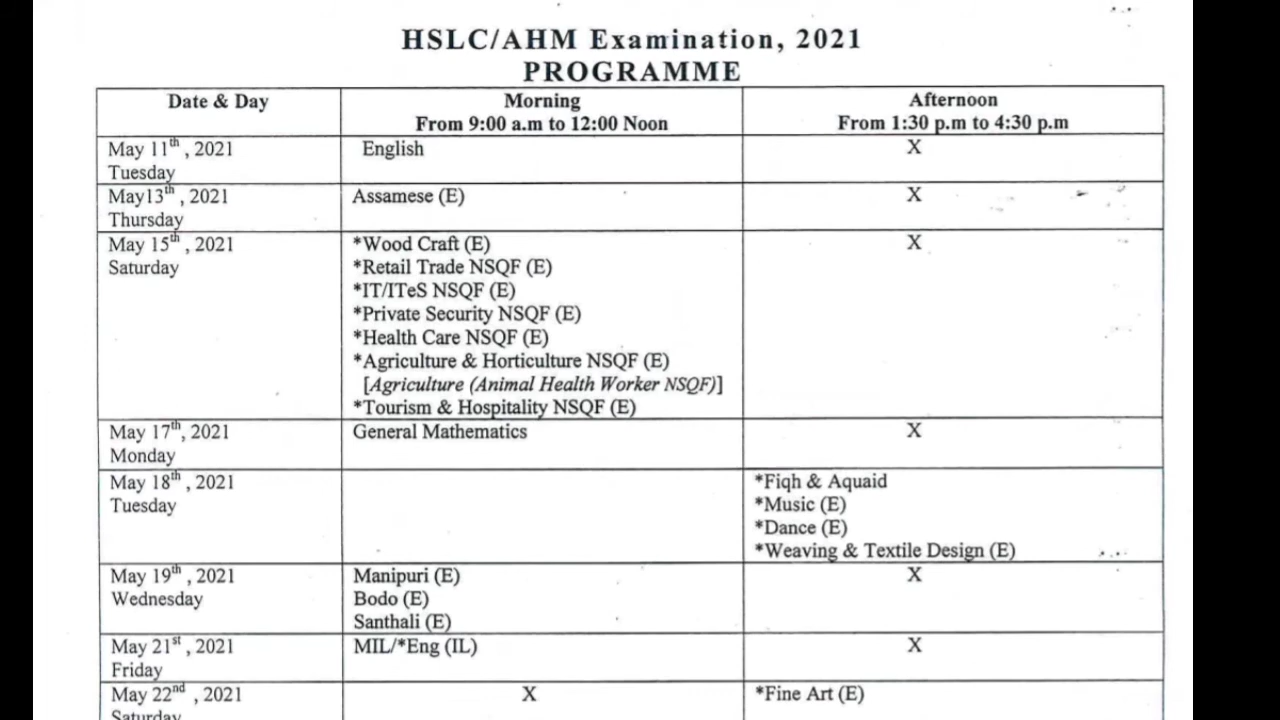 HSLC/AHM Examination, 2021
PROGRAMME
Date & Day
Morning
From 9:00 a.m to 12:00 Noon
Afternoon
From 1:30 p.m to 4:30 p.m
May 11th , 2021
Tuesday
English
X
May13th , 2021
Thursday
Assamese (E)
X
May 15th , 2021
Saturday
*Wood Craft (E)
*Retail Trade NSQF (E)
*IT/ITeS NSQF (E)
*Private Security NSQF (E)
*Health Care NSQF (E)
*Agriculture & Horticulture NSQF (E)
[Agriculture (Animal Health Worker NSQF)]
*Tourism & Hospitality NSQF (E)
X
May 17th, 2021
Monday
General Mathematics
X
May 18th , 2021
Tuesday
*Fiqh & Aquaid
*Music (E)
*Dance (E)
*Weaving & Textile Design (E)
May 19th , 2021
Wednesday
Manipuri (E)
Bodo (E)
Santhali (E)
X
May 21st , 2021
Friday
MIL/*Eng (IL)
X
May 22nd , 2021
Saturday
X
*Fine Art (E)